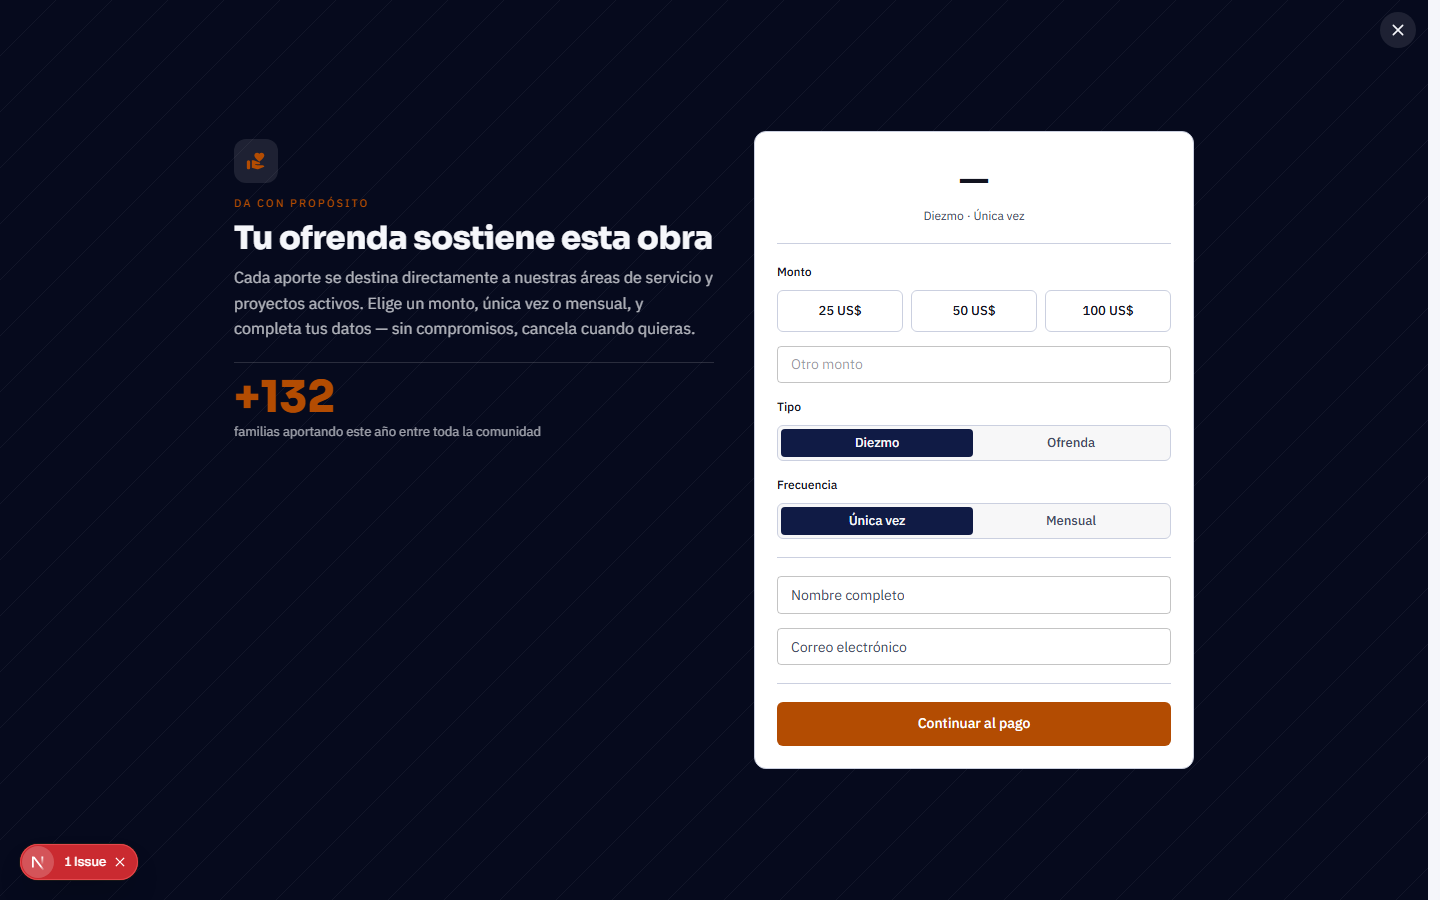 DA CON PROPÓSITO
Tu ofrenda sostiene esta obra
Cada aporte se destina directamente a nuestras áreas de servicio y
proyectos activos. Elige un monto, única vez o mensual, y
completa tus datos — sin compromisos, cancela cuando quieras.
+132
familias aportando este año entre toda la comunidad
—
Diezmo · Única vez
Monto
25 US$
50 US$
100 US$
Otro monto
Tipo
Diezmo
Ofrenda
Frecuencia
Única vez
Mensual
Nombre completo
Correo electrónico
Continuar al pago
N
1 Issue